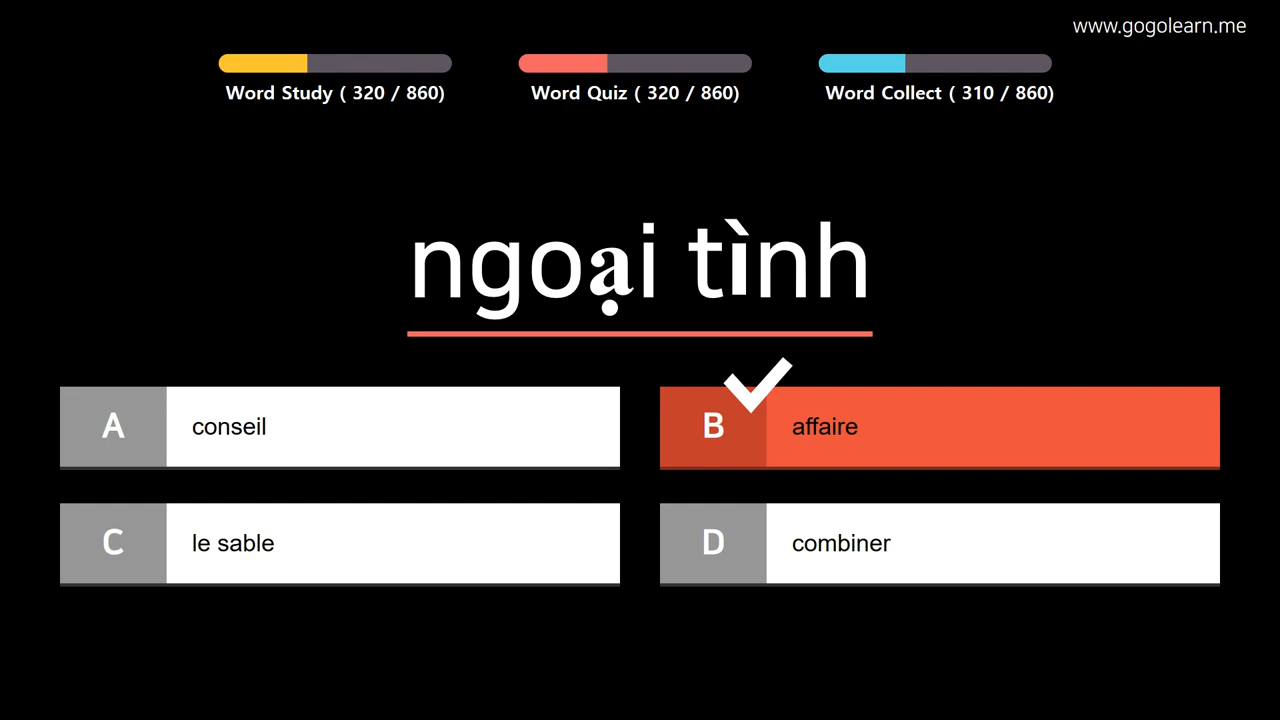 www.gogolearn.me
Word Study ( 320 / 860)
Word Quiz ( 320 / 860)
Word Collect ( 310 / 860)
ngoại tình
A conseil
B affaire
C le sable
D combiner